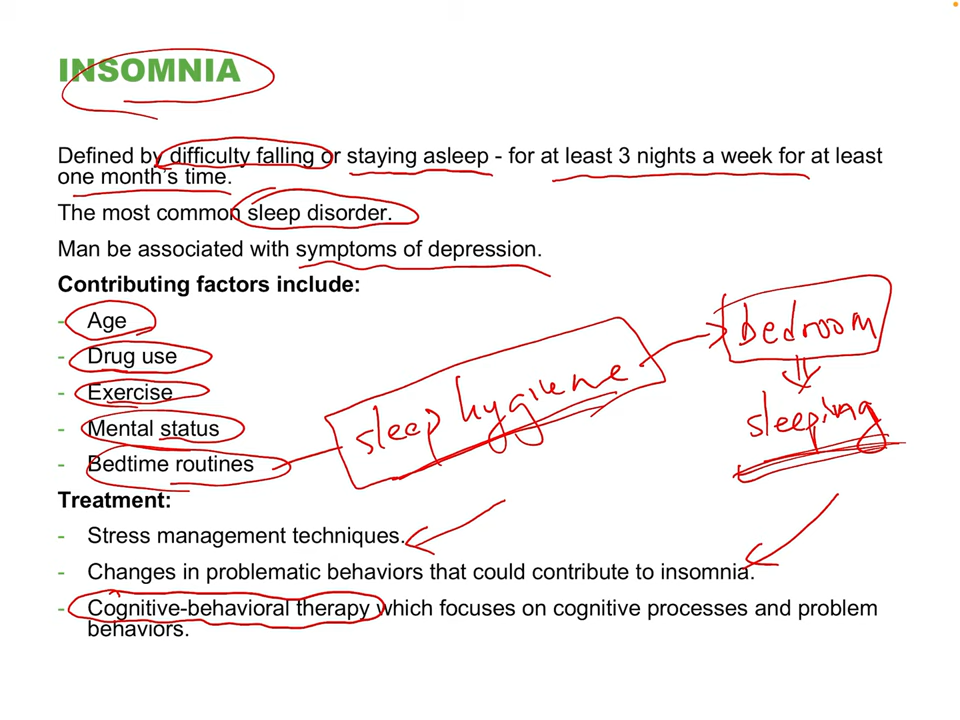 INSOMNIA
Defined by difficulty falling or staying asleep - for at least 3 nights a week for at least
one month's time.
The most common sleep disorder.
Man be associated with symptoms of depression.
Contributing factors include:
- Age
- Drug use
- Exercise
- Mental status
- Bedtime routines
sleep hygiene
bedroom
sleeping
Treatment:
- Stress management techniques.
- Changes in problematic behaviors that could contribute to insomnia.
- Cognitive-behavioral therapy which focuses on cognitive processes and problem
behaviors.